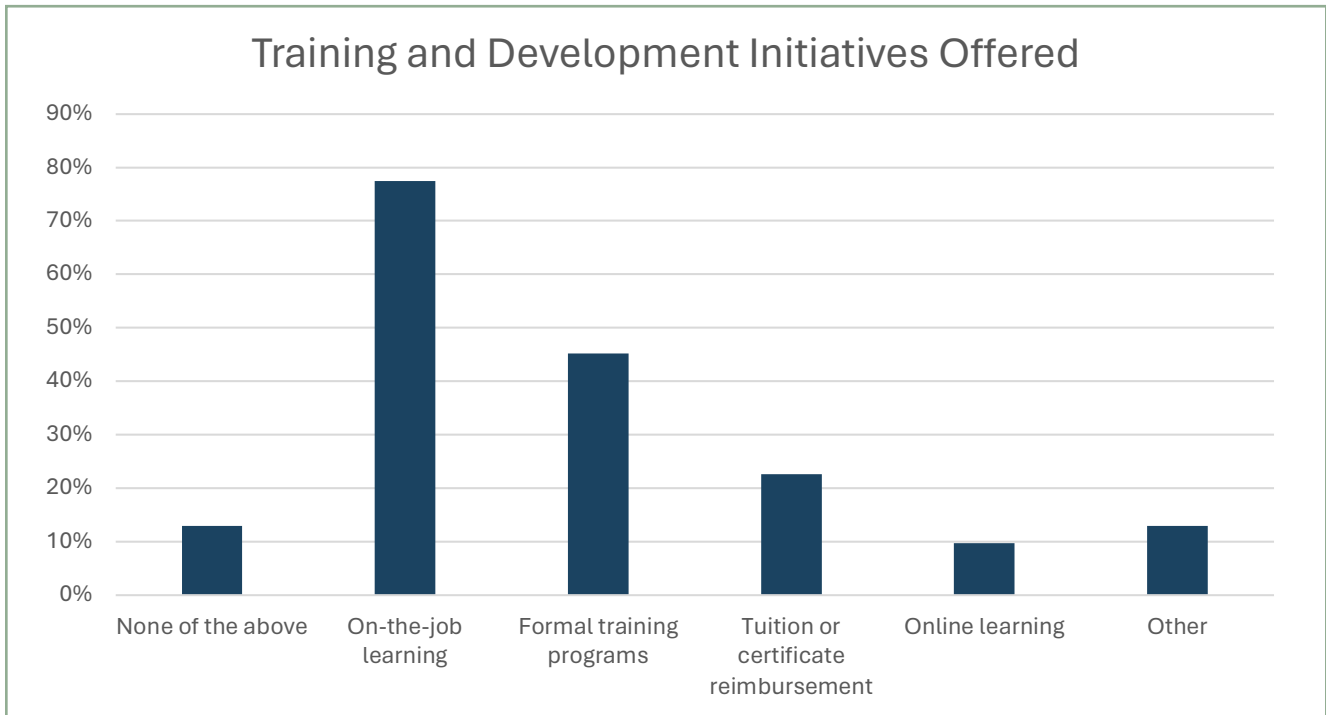 Training and Development Initiatives Offered
90%
80%
70%
60%
50%
40%
30%
20%
10%
0%
None of the above
On-the-job
learning
Formal training
programs
Tuition or
certificate
reimbursement
Online learning
Other